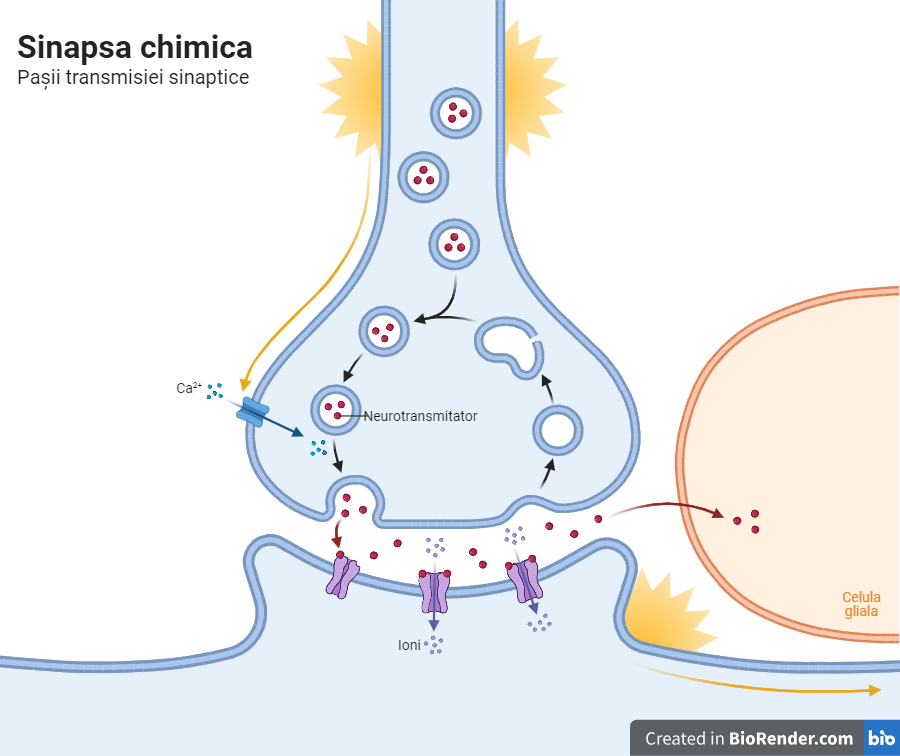 Sinapsa chimica
Pașii transmisiei sinaptice
Ca²⁺
Neurotransmitator
Celula
gliala
Ioni
Created in BioRender.com bio